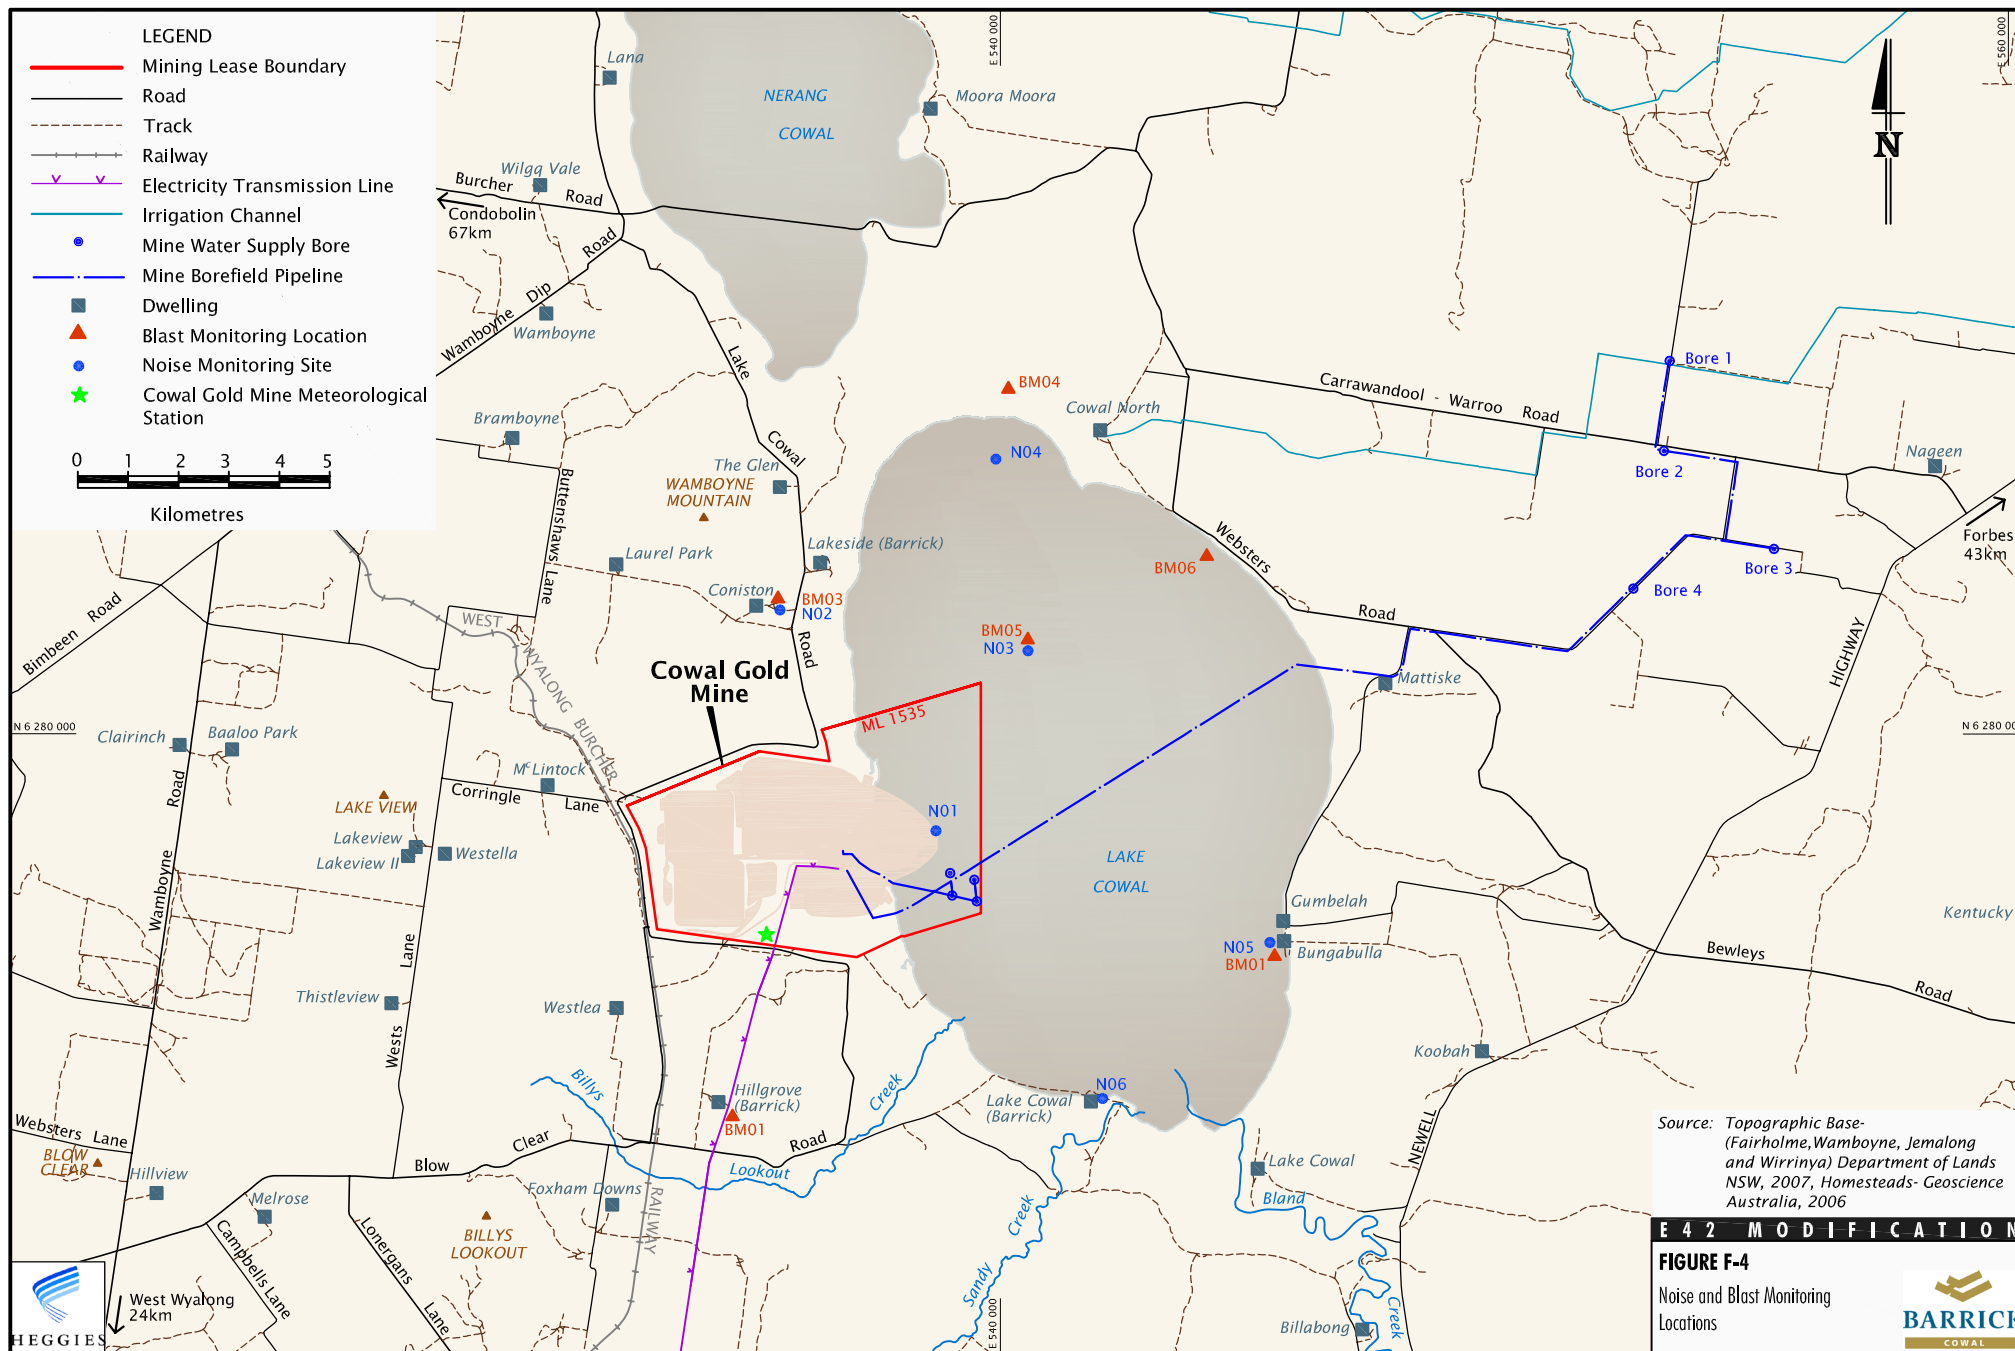 LEGEND
Mining Lease Boundary
Road
Track
Railway
Electricity Transmission Line
Irrigation Channel
Mine Water Supply Bore
Mine Borefield Pipeline
Dwelling
Blast Monitoring Location
Noise Monitoring Site
Cowal Gold Mine Meteorological
Station
0 1 2 3 4 5
Kilometres
E 540 000
E 560 000
Lana
NERANG
COWAL
Moora Moora
N
Wilga Vale
Burcher Road
Condobolin
67km
Wamboyne Dip Road
Wamboyne
Lake Cowal Road
Bore 1
BM04
Carrawandool - Warroo Road
Cowal North
Bramboyne
N04
The Glen
WAMBOYNE
MOUNTAIN
Nageen
Bore 2
Buttenshaws Lane
Websters Road
Forbes
43km
Laurel Park
Lakeside (Barrick)
BM06
Bore 3
Coniston
BM03
N02
Bore 4
Bimbeen Road
WEST WYALONG BURCHER RAILWAY
BM05
N03
HIGHWAY
Cowal Gold
Mine
Mattiske
ML 1535
N 6 280 000
N 6 280 00
Clairinch
Baaloo Park
McLintock
Corringle Lane
LAKE VIEW
N01
Lakeview
Lakeview II
Westella
LAKE
COWAL
Wamboyne Road
Gumbelah
Kentucky
N05
BM01
Bungabulla
Bewleys Road
Wests Lane
Thistleview
Westlea
Koobah
Billys
Creek
Hillgrove
(Barrick)
BM01
N06
Lake Cowal
(Barrick)
NEWELL
Websters Lane
BLOW
CLEAR
Blow Clear Road
Lookout
Lake Cowal
Hillview
Melrose
Foxham Downs
Bland
Creek
Sandy
Creek
Campbells Lane
Lonergans Lane
BILLYS
LOOKOUT
Billabong
West Wyalong
24km
HEGGIES
E 540 000
Source: Topographic Base-
(Fairholme,Wamboyne, Jemalong
and Wirrinya) Department of Lands
NSW, 2007, Homesteads- Geoscience
Australia, 2006
E42 MODIFICATION
FIGURE F-4
Noise and Blast Monitoring
Locations
BARRICK
COWAL